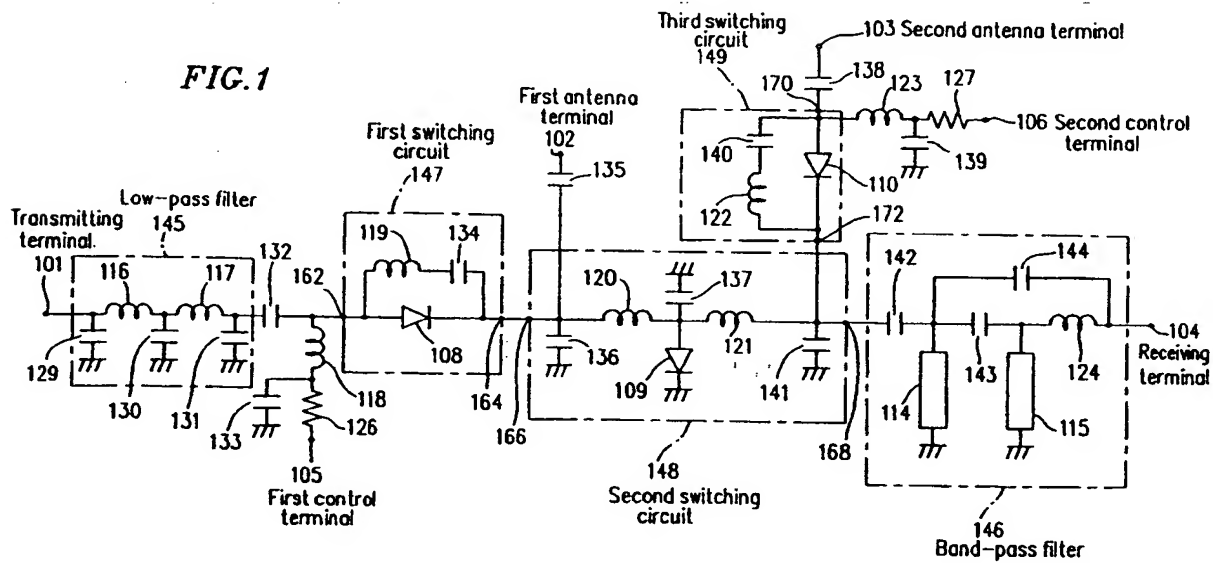 FIG.1
Third switching
circuit
149
103 Second antenna terminal
138
170
123
127
106 Second control
terminal
139
140
110
122
172
First antenna
terminal
102
135
First switching
circuit
147
Low-pass filter
145
Transmitting
terminal.
101
116
117
132
162
119
134
108
129
130
131
133
118
126
105
First control
terminal
164
166
136
120
137
109
121
141
168
148
Second switching
circuit
142
144
143
124
114
115
104
Receiving
terminal
146
Band-pass filter